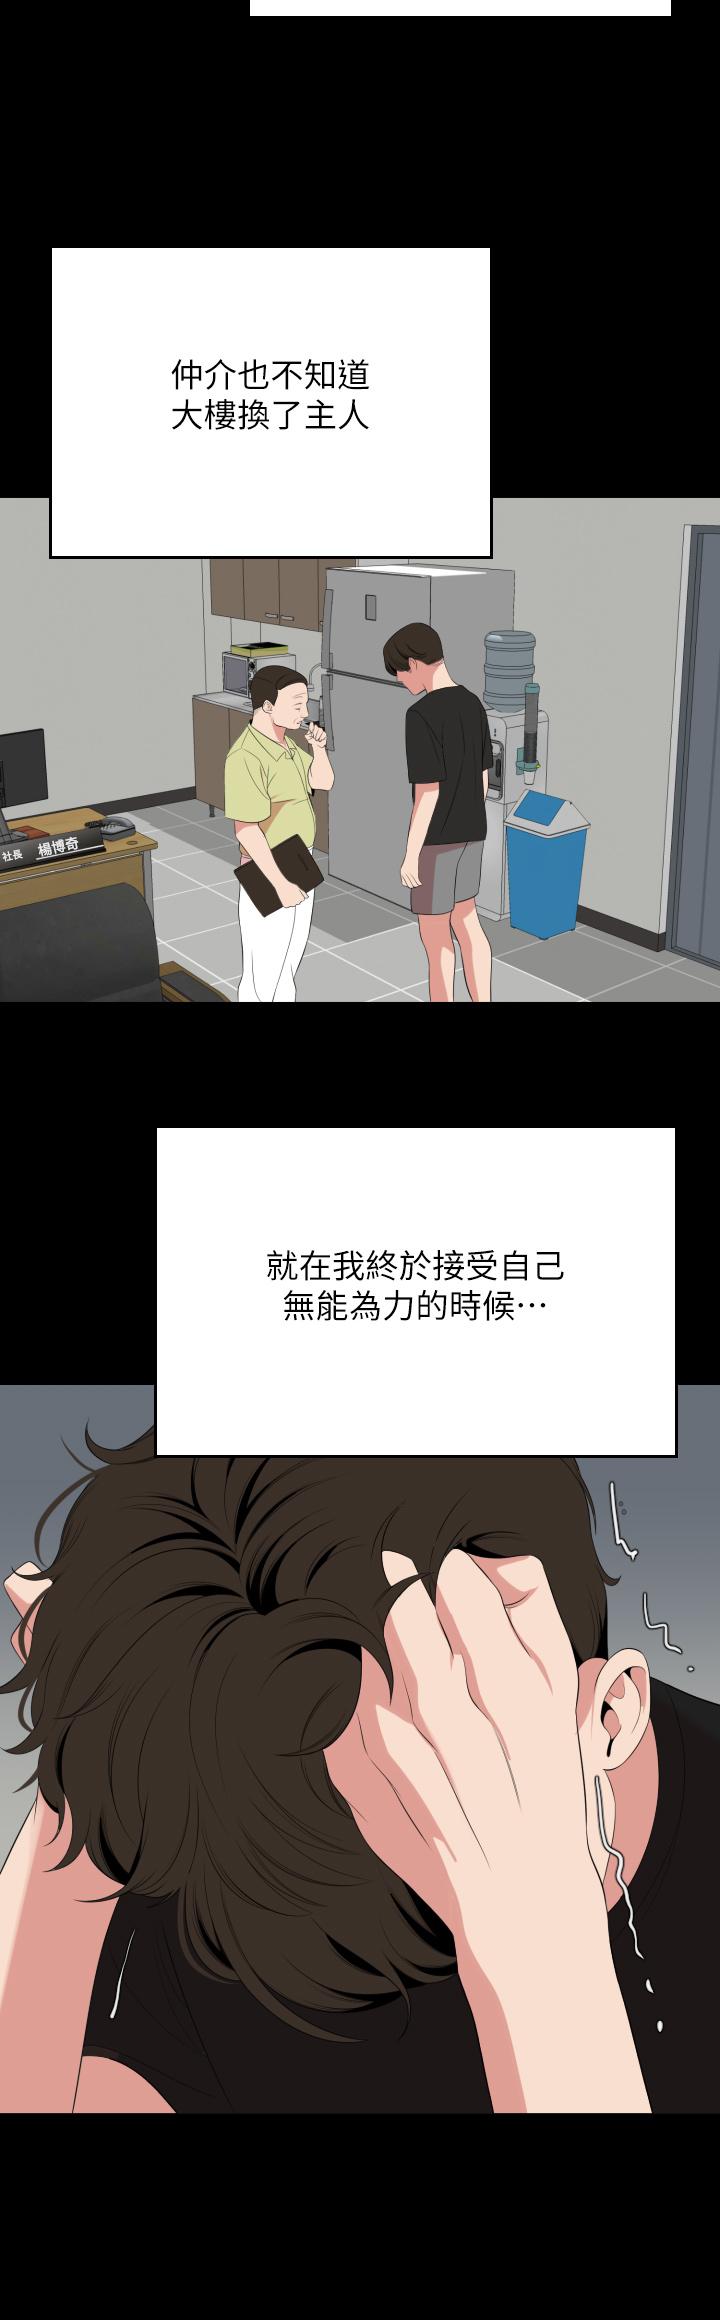 仲介也不知道
大樓換了主人
社長 楊博奇
就在我終於接受自己
無能為力的時候⋯